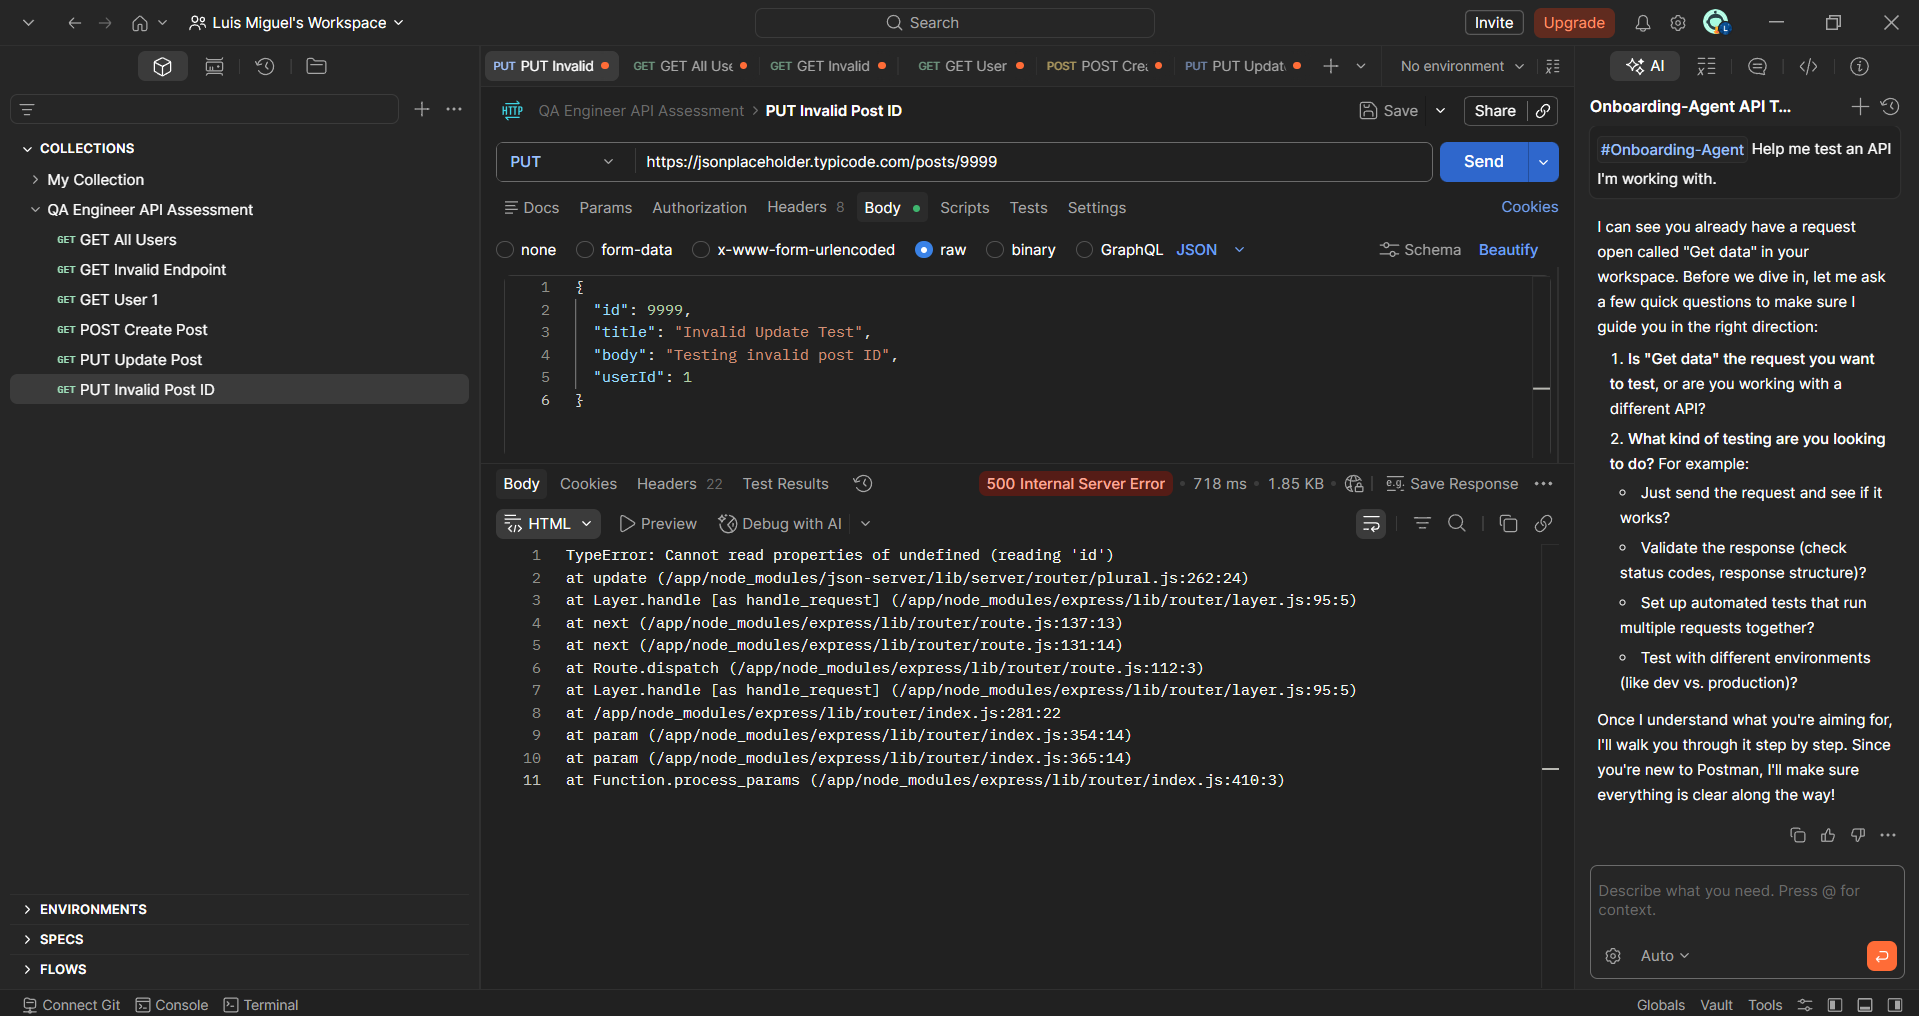 Luis Miguel's Workspace
Search
Invite
Upgrade
L
PUT PUT Invalid
GET GET All Use
GET GET Invalid
GET GET User
POST POST Crea
PUT PUT Updat
No environment
AI
QA Engineer API Assessment > PUT Invalid Post ID
Save
Share
COLLECTIONS
My Collection
QA Engineer API Assessment
GET GET All Users
GET GET Invalid Endpoint
GET GET User 1
GET POST Create Post
GET PUT Update Post
GET PUT Invalid Post ID
ENVIRONMENTS
SPECS
FLOWS
PUT
https://jsonplaceholder.typicode.com/posts/9999
Send
Docs
Params
Authorization
Headers 8
Body
Scripts
Tests
Settings
Cookies
none
form-data
x-www-form-urlencoded
raw
binary
GraphQL
JSON
Schema
Beautify
1 {
2 "id": 9999,
3 "title": "Invalid Update Test",
4 "body": "Testing invalid post ID",
5 "userId": 1
6 }
Body
Cookies
Headers 22
Test Results
500 Internal Server Error
718 ms
1.85 KB
e.g. Save Response
HTML
Preview
Debug with AI
1 TypeError: Cannot read properties of undefined (reading 'id')
2 at update (/app/node_modules/json-server/lib/server/router/plural.js:262:24)
3 at Layer.handle [as handle_request] (/app/node_modules/express/lib/router/layer.js:95:5)
4 at next (/app/node_modules/express/lib/router/route.js:137:13)
5 at next (/app/node_modules/express/lib/router/route.js:131:14)
6 at Route.dispatch (/app/node_modules/express/lib/router/route.js:112:3)
7 at Layer.handle [as handle_request] (/app/node_modules/express/lib/router/layer.js:95:5)
8 at /app/node_modules/express/lib/router/index.js:281:22
9 at param (/app/node_modules/express/lib/router/index.js:354:14)
10 at param (/app/node_modules/express/lib/router/index.js:365:14)
11 at Function.process_params (/app/node_modules/express/lib/router/index.js:410:3)
Onboarding-Agent API T...
#Onboarding-Agent Help me test an API
I'm working with.
I can see you already have a request
open called "Get data" in your
workspace. Before we dive in, let me ask
a few quick questions to make sure I
guide you in the right direction:
1. Is "Get data" the request you want
to test, or are you working with a
different API?
2. What kind of testing are you looking
to do? For example:
Just send the request and see if it
works?
Validate the response (check
status codes, response structure)?
Set up automated tests that run
multiple requests together?
Test with different environments
(like dev vs. production)?
Once I understand what you're aiming for,
I'll walk you through it step by step. Since
you're new to Postman, I'll make sure
everything is clear along the way!
Describe what you need. Press @ for
context.
Auto
Connect Git
Console
Terminal
Globals
Vault
Tools